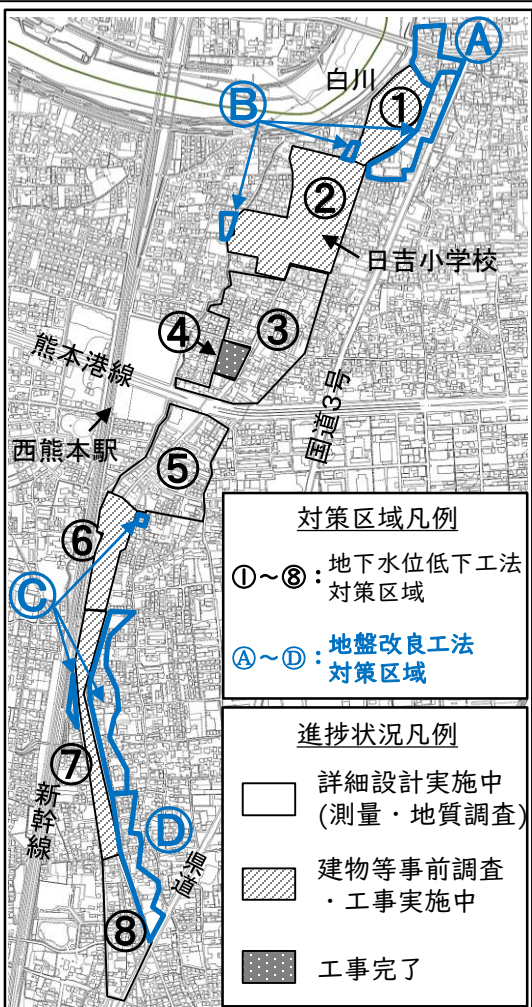 Ⓐ
白川
①
Ⓑ
②
日吉小学校
④
③
熊本港線
国道3号
西熊本駅
⑤
⑥
Ⓒ
⑦
新幹線
Ⓓ
県道
⑧
対策区域凡例
①～⑧：地下水位低下工法
対策区域
Ⓐ～Ⓓ：地盤改良工法
対策区域
進捗状況凡例
詳細設計実施中
(測量・地質調査)
建物等事前調査
・工事実施中
工事完了